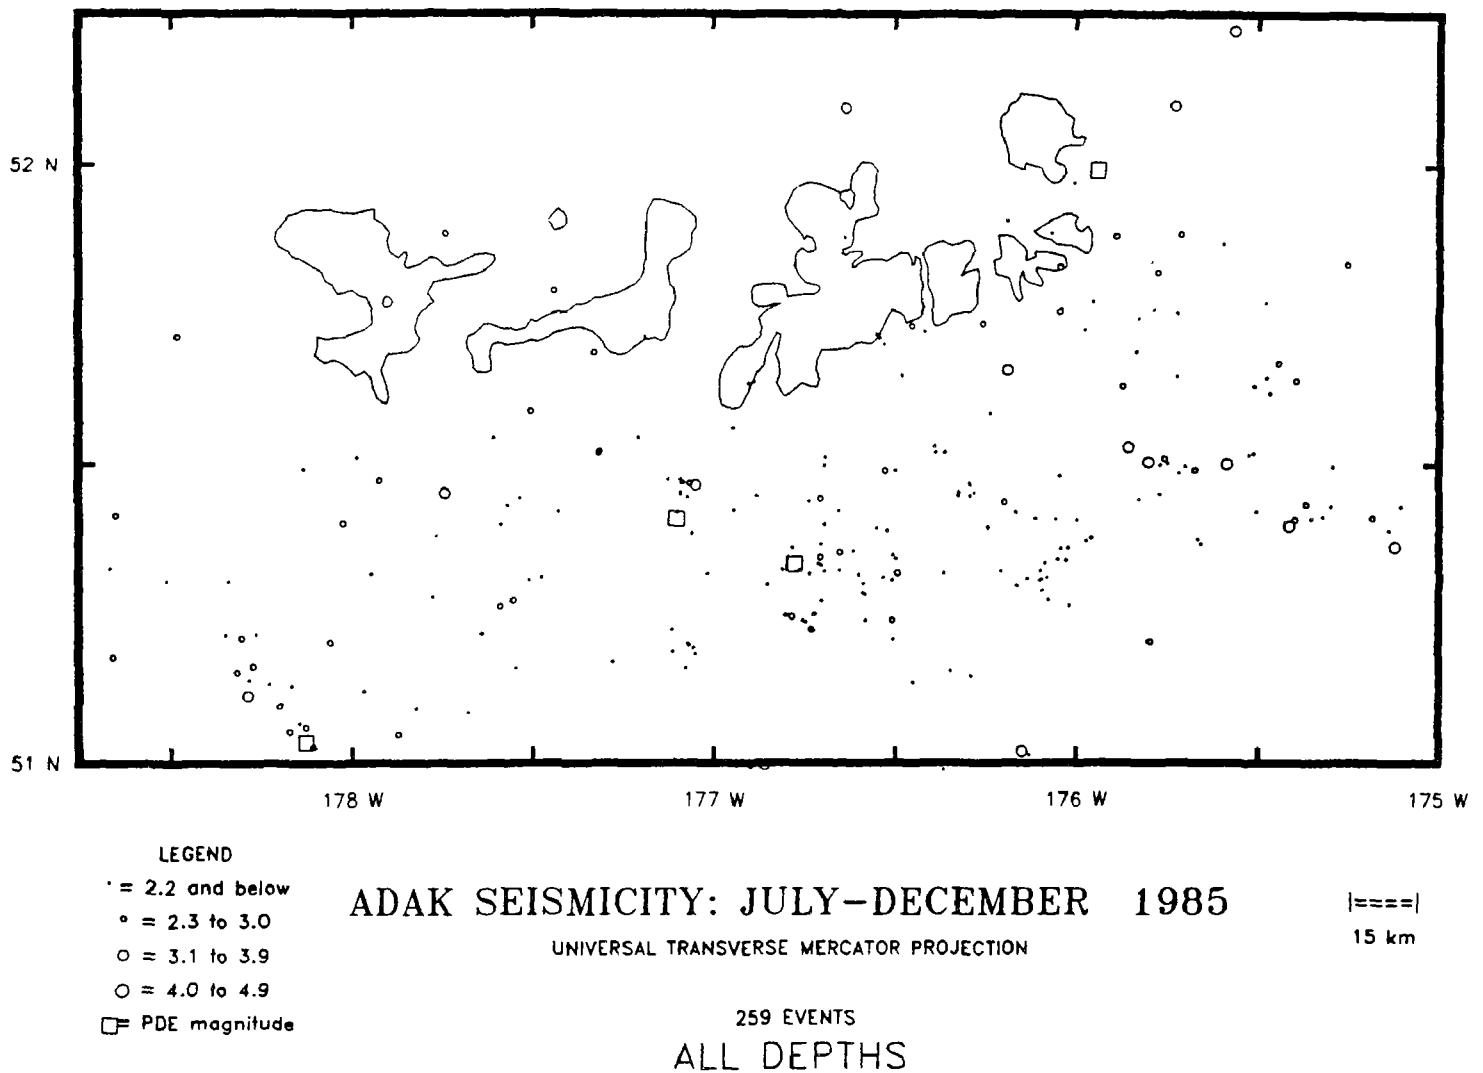 52 N
51 N
178 W
177 W
176 W
175 W
LEGEND
· = 2.2 and below
∘ = 2.3 to 3.0
○ = 3.1 to 3.9
○ = 4.0 to 4.9
□= PDE magnitude
ADAK SEISMICITY: JULY-DECEMBER 1985
UNIVERSAL TRANSVERSE MERCATOR PROJECTION
|====|
15 km
259 EVENTS
ALL DEPTHS